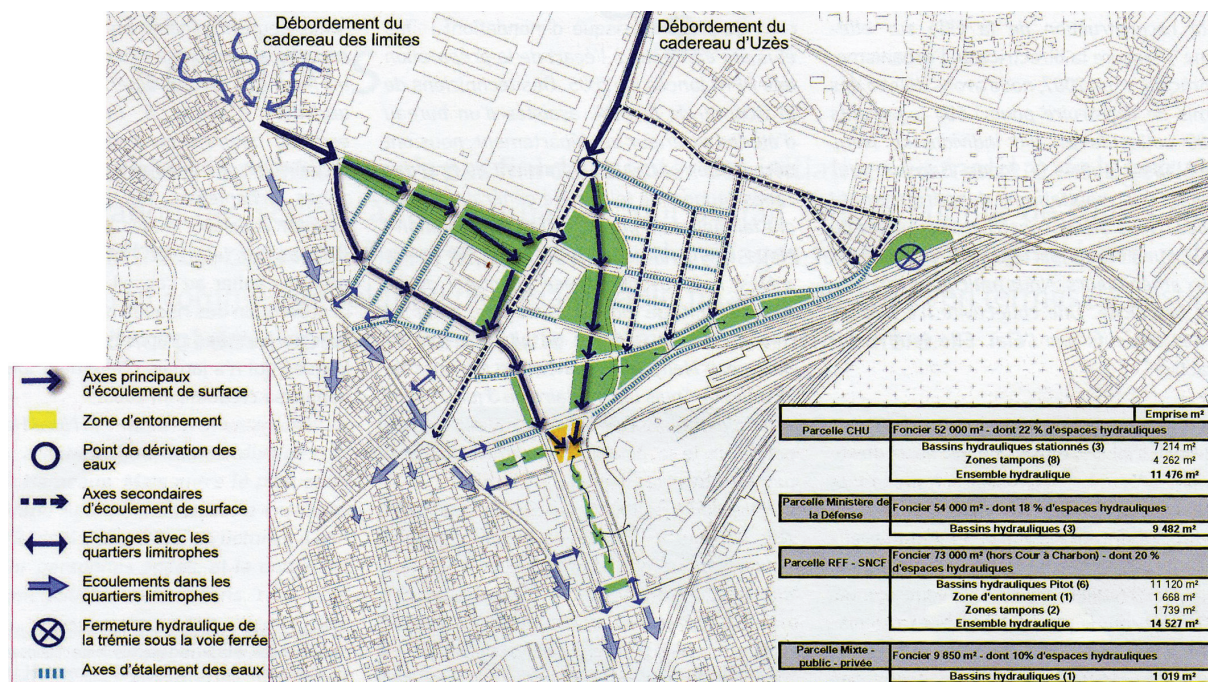 Débordement du
cadereau des limites
Débordement du
cadereau d'Uzès
Axes principaux
d'écoulement de surface
Zone d'entonnement
Point de dérivation des
eaux
Axes secondaires
d'écoulement de surface
Echanges avec les
quartiers limitrophes
Ecoulements dans les
quartiers limitrophes
Fermeture hydraulique de
la trémie sous la voie ferrée
Axes d'étalement des eaux
Emprise m²
Parcelle CHU Foncier 52 000 m² - dont 22 % d'espaces hydrauliques
Bassins hydrauliques stationnés (3) 7 214 m²
Zones tampons (8) 4 262 m²
Ensemble hydraulique 11 476 m²
Parcelle Ministère de
la Défense Foncier 54 000 m² - dont 18 % d'espaces hydrauliques
Bassins hydrauliques (3) 9 482 m²
Parcelle RFF - SNCF Foncier 73 000 m² (hors Cour à Charbon) - dont 20 %
d'espaces hydrauliques
Bassins hydrauliques Pitot (6) 11 120 m²
Zone d'entonnement (1) 1 668 m²
Zones tampons (2) 1 739 m²
Ensemble hydraulique 14 527 m²
Parcelle Mixte -
public - privée Foncier 9 850 m² - dont 10% d'espaces hydrauliques
Bassins hydrauliques (1) 1 019 m²